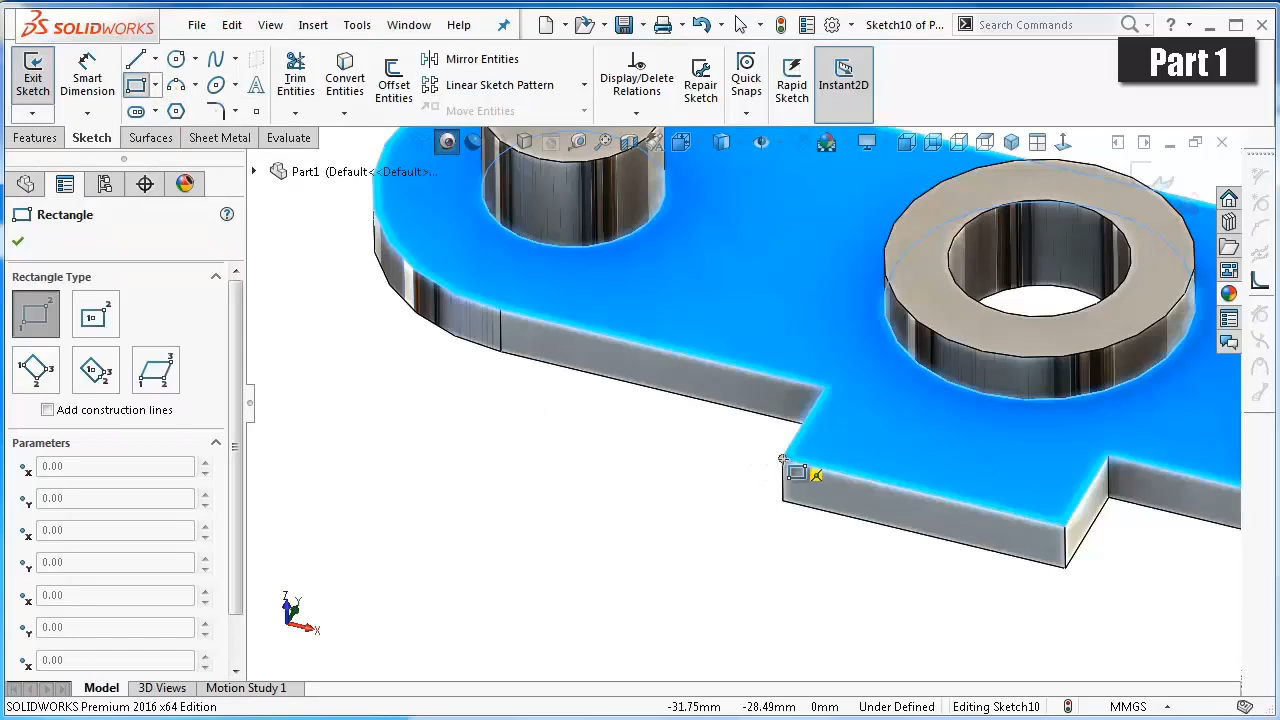 SOLIDWORKS
File Edit View Insert Tools Window Help
Sketch10 of P...
Search Commands
Part 1
Exit Sketch
Smart Dimension
Trim Entities
Convert Entities
Offset Entities
Mirror Entities
Linear Sketch Pattern
Move Entities
Display/Delete Relations
Repair Sketch
Quick Snaps
Rapid Sketch
Instant2D
Features Sketch Surfaces Sheet Metal Evaluate
Part1 (Default<<Default>...
Rectangle
Rectangle Type
Add construction lines
Parameters
0.00
0.00
0.00
0.00
0.00
0.00
0.00
Z Y X
Model 3D Views Motion Study 1
SOLIDWORKS Premium 2016 x64 Edition -31.75mm -28.49mm 0mm Under Defined Editing Sketch10 MMGS